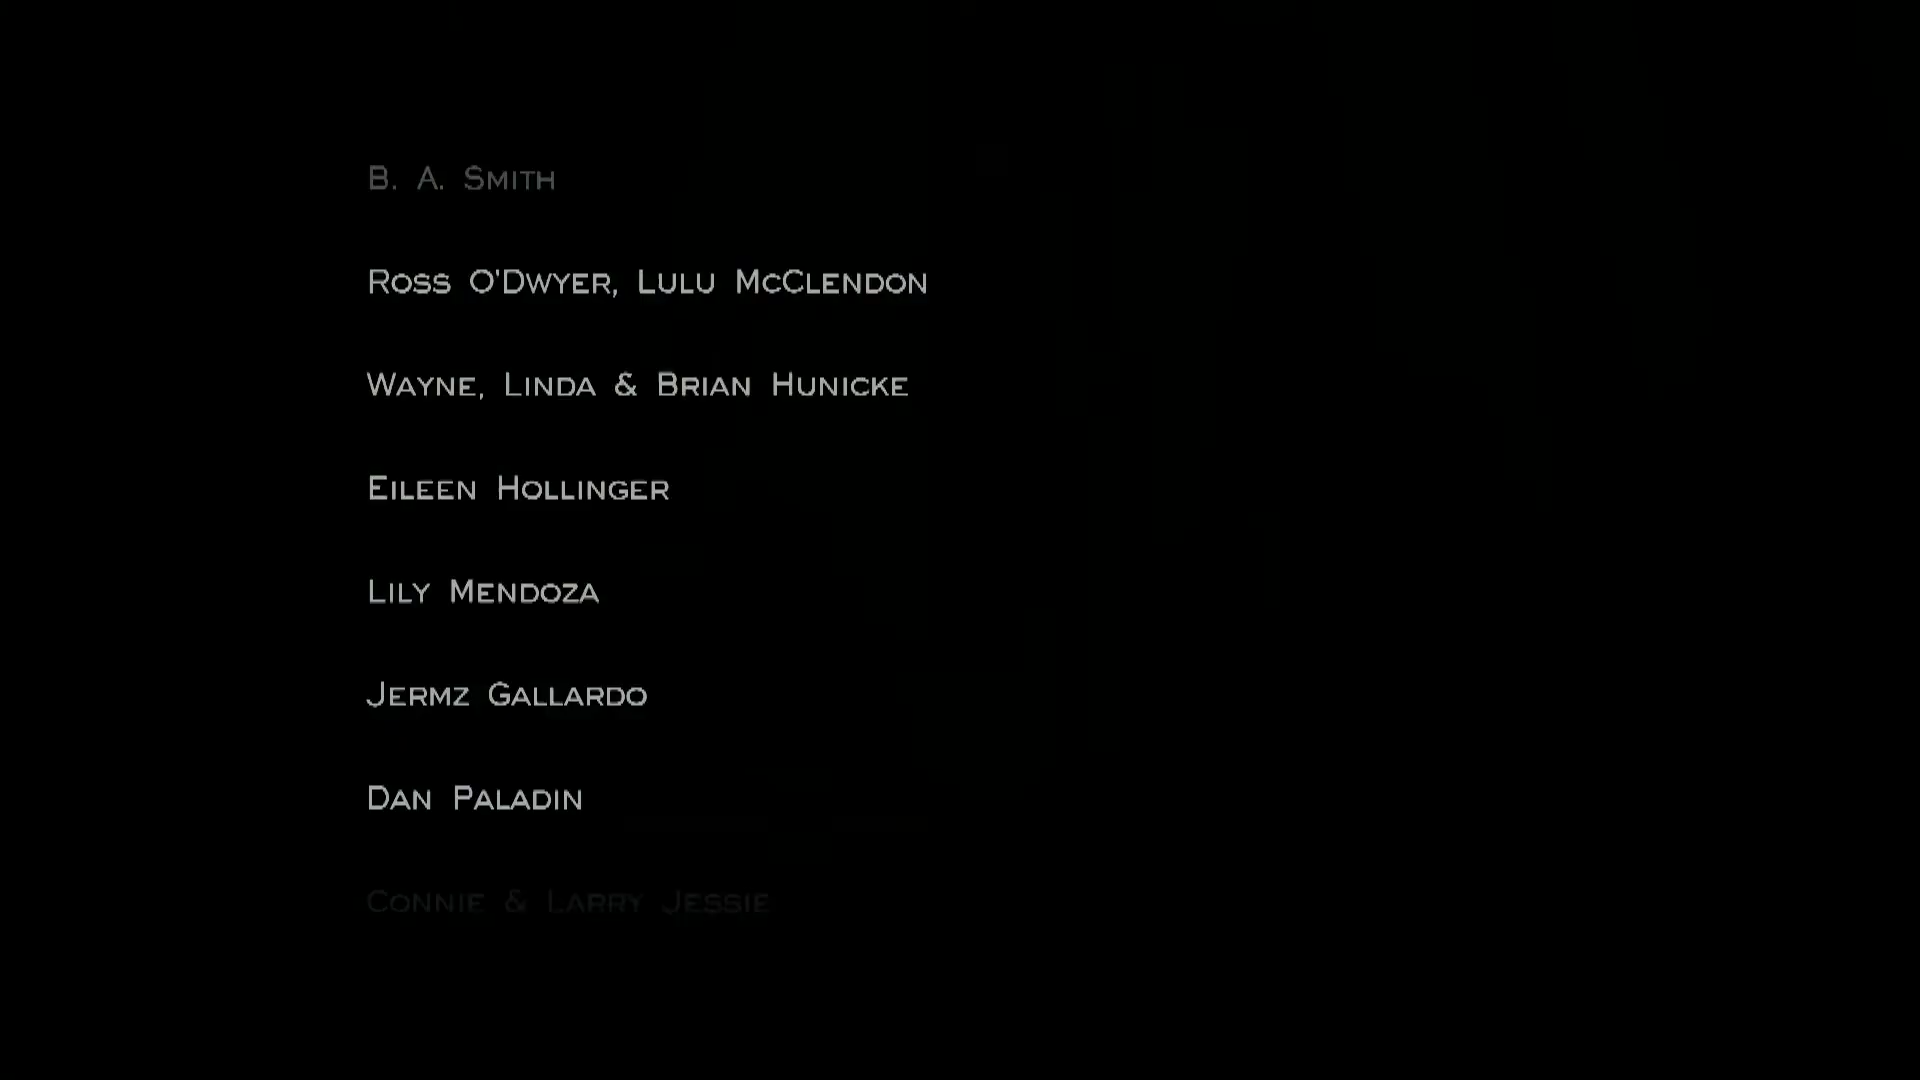 B. A. Smith
Ross O'Dwyer, Lulu McClendon
Wayne, Linda & Brian Hunicke
Eileen Hollinger
Lily Mendoza
Jermz Gallardo
Dan Paladin
Connie & Larry Jessie